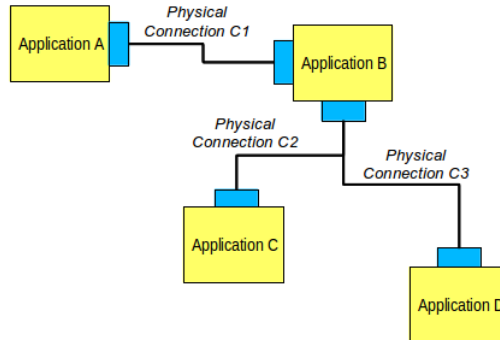 Physical
Connection C1
Application A
Application B
Physical
Connection C2
Physical
Connection C3
Application C
Application D